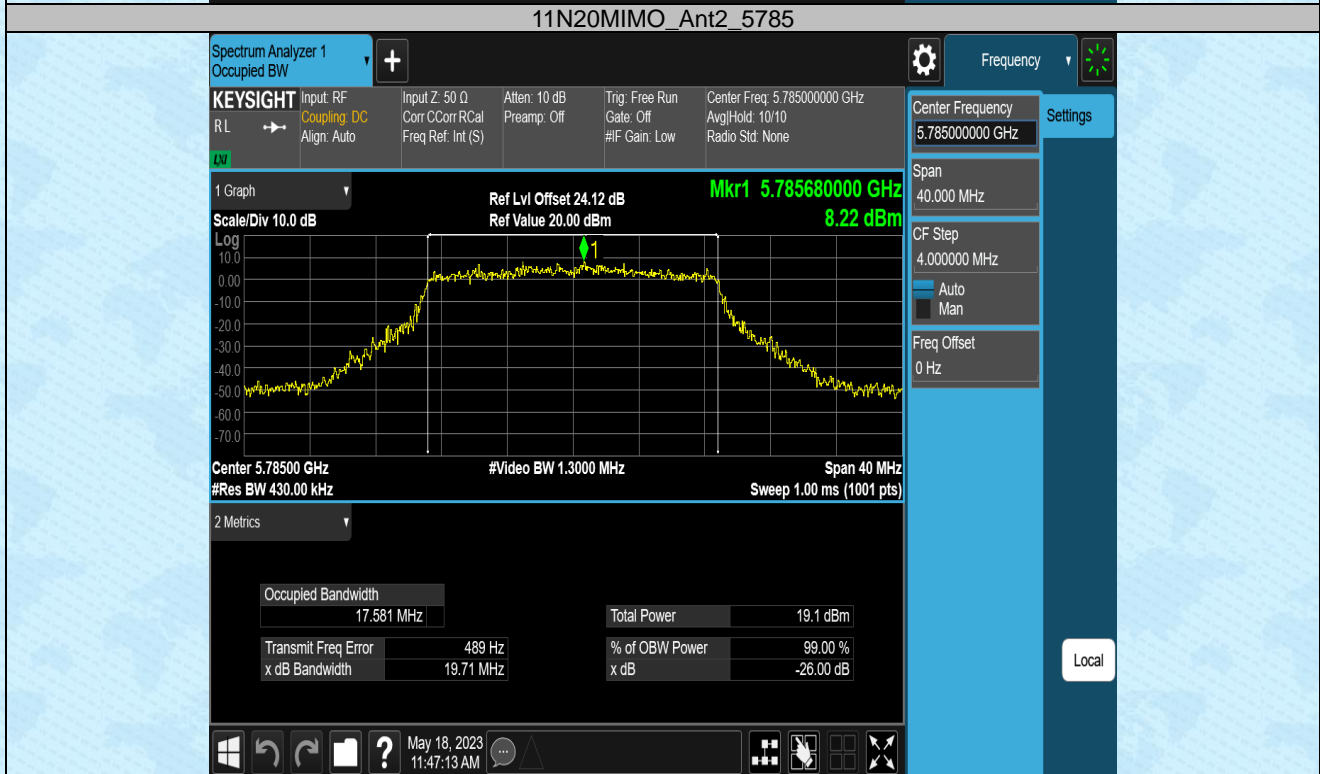 11N20MIMO_Ant2_5785
Spectrum Analyzer 1
Occupied BW
Frequency
KEYSIGHT
R L
LXI
Input: RF
Coupling: DC
Align: Auto
Input Z: 50 Ω
Corr CCorr RCal
Freq Ref: Int (S)
Atten: 10 dB
Preamp: Off
Trig: Free Run
Gate: Off
#IF Gain: Low
Center Freq: 5.785000000 GHz
Avg|Hold: 10/10
Radio Std: None
Center Frequency
5.785000000 GHz
Settings
Span
40.000 MHz
CF Step
4.000000 MHz
Auto
Man
Freq Offset
0 Hz
1 Graph
Scale/Div 10.0 dB
Ref Lvl Offset 24.12 dB
Ref Value 20.00 dBm
Mkr1 5.785680000 GHz
8.22 dBm
Log
10.0
0.00
-10.0
-20.0
-30.0
-40.0
-50.0
-60.0
-70.0
1
Center 5.78500 GHz
#Res BW 430.00 kHz
#Video BW 1.3000 MHz
Span 40 MHz
Sweep 1.00 ms (1001 pts)
2 Metrics
Occupied Bandwidth
17.581 MHz
Total Power 19.1 dBm
Transmit Freq Error 489 Hz
% of OBW Power 99.00 %
x dB Bandwidth 19.71 MHz
x dB -26.00 dB
Local
?
May 18, 2023
11:47:13 AM